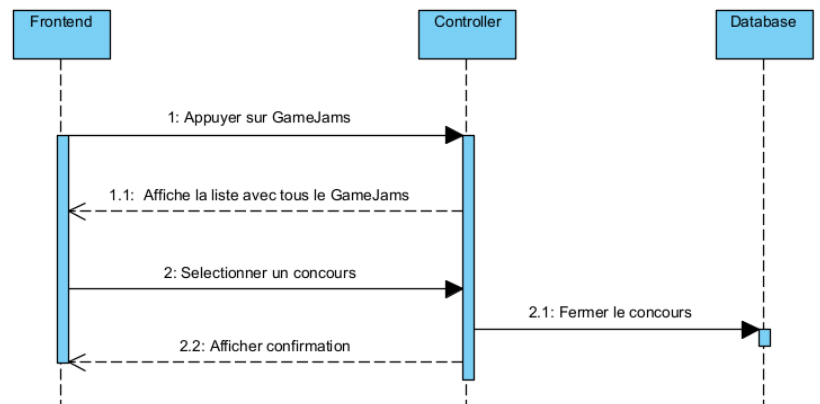 Frontend
Controller
Database
1: Appuyer sur GameJams
1.1: Affiche la liste avec tous le GameJams
2: Selectionner un concours
2.1: Fermer le concours
2.2: Afficher confirmation